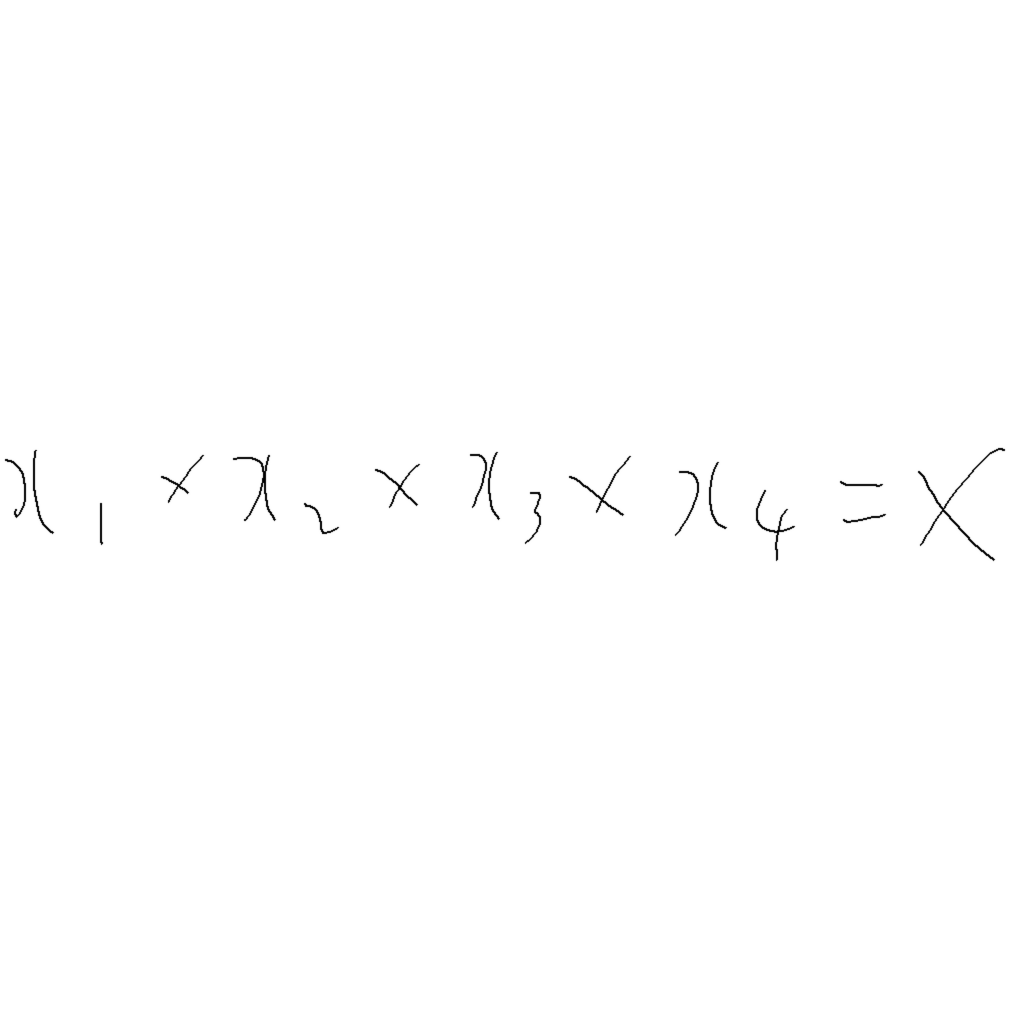 x₁ × x₂ × x₃ × x₄ = X